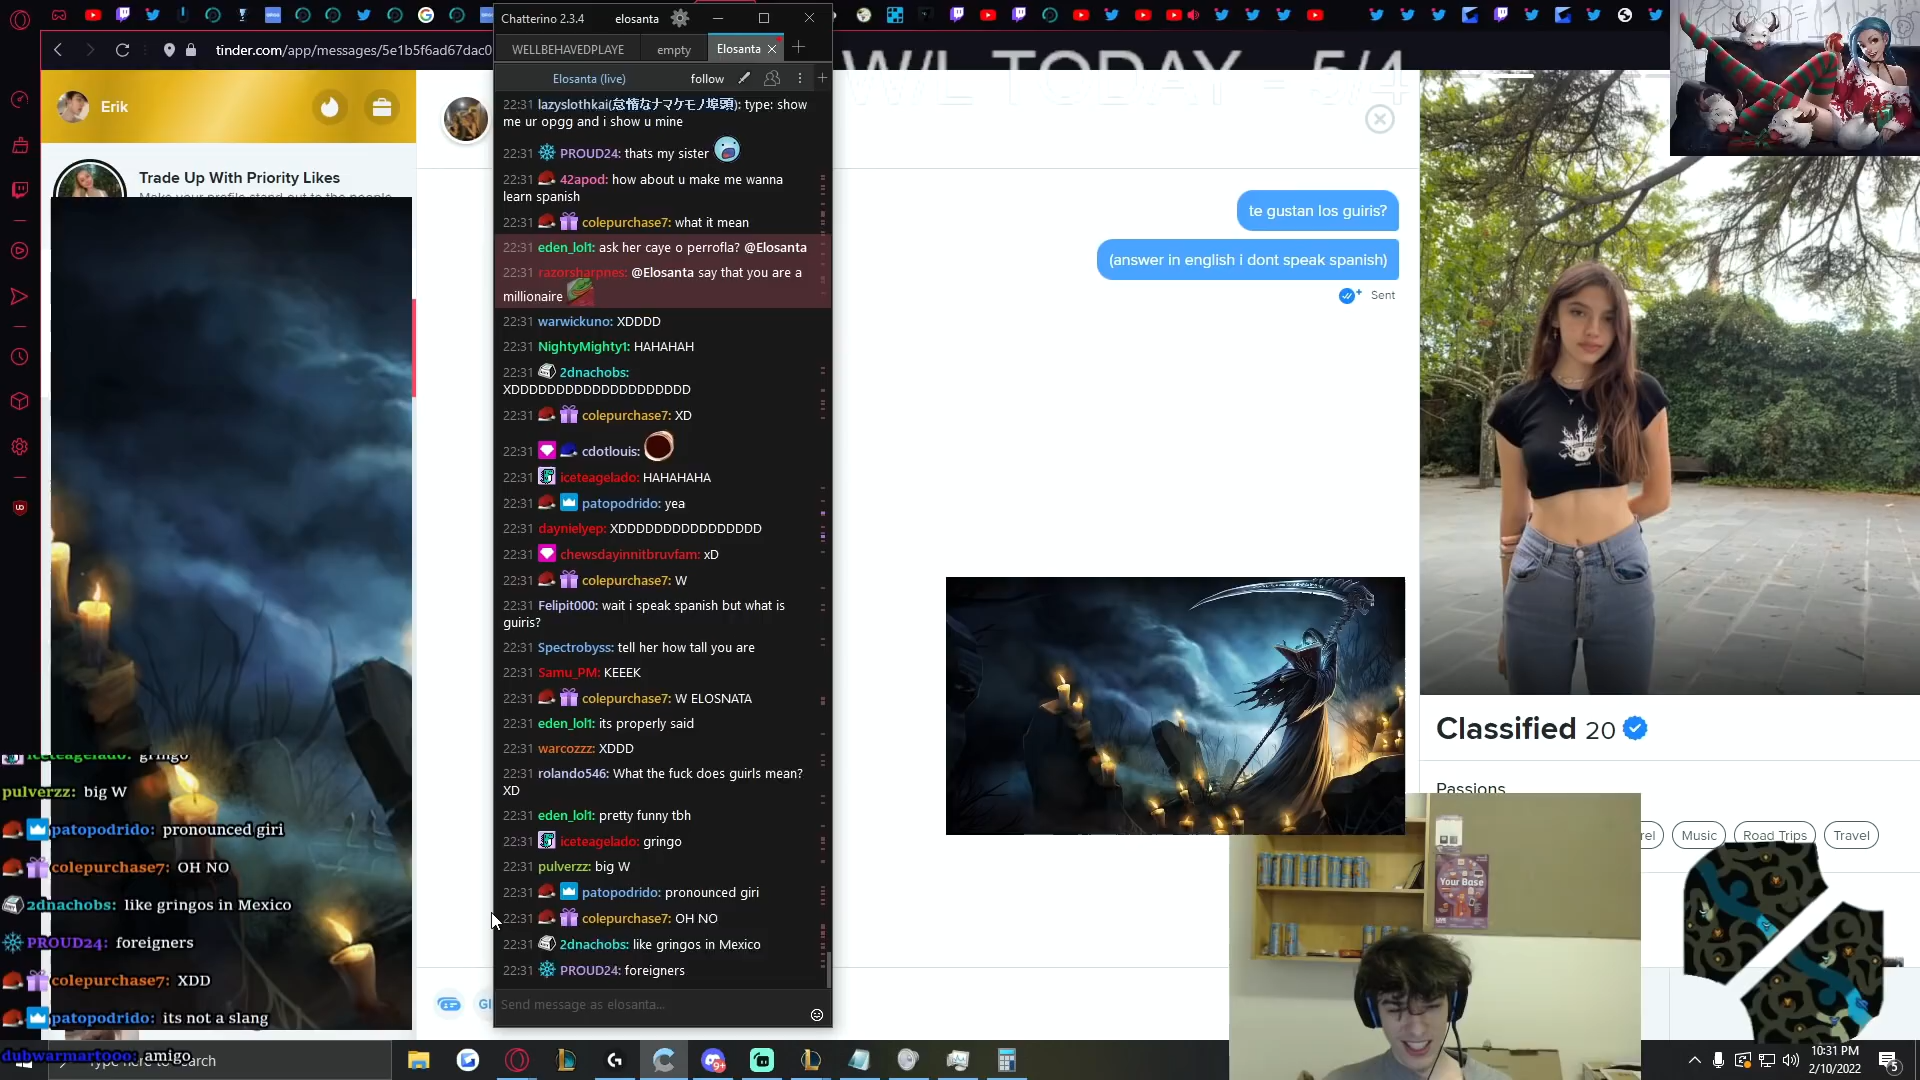 Chatterino 2.3.4
elosanta
tinder.com/app/messages/5e1b5f6ad67dac0
WELLBEHAVEDPLAYE
empty
Elosanta
W/L TODAY - 5/4
Elosanta (live)
follow
Erik
Trade Up With Priority Likes
22:31 lazyslothkai(怠惰なナマケモノ埠頭): type: show
me ur opgg and i show u mine
22:31 PROUD24: thats my sister
22:31 42apod: how about u make me wanna
learn spanish
22:31 colepurchase7: what it mean
22:31 eden_lol1: ask her caye o perrofla? @Elosanta
22:31 razorsharpnes: @Elosanta say that you are a
millionaire
22:31 warwickuno: XDDDD
22:31 NightyMighty1: HAHAHAH
22:31 2dnachobs:
XDDDDDDDDDDDDDDDDDDDD
22:31 colepurchase7: XD
22:31 cdotlouis:
22:31 iceteagelado: HAHAHAHA
22:31 patopodrido: yea
22:31 daynielyep: XDDDDDDDDDDDDDDDD
22:31 chewsdayinnitbruvfam: xD
22:31 colepurchase7: W
22:31 Felipit000: wait i speak spanish but what is
guiris?
22:31 Spectrobyss: tell her how tall you are
22:31 Samu_PM: KEEEK
22:31 colepurchase7: W ELOSNATA
22:31 eden_lol1: its properly said
22:31 warcozzz: XDDD
22:31 rolando546: What the fuck does guirls mean?
XD
22:31 eden_lol1: pretty funny tbh
22:31 iceteagelado: gringo
22:31 pulverzz: big W
22:31 patopodrido: pronounced giri
22:31 colepurchase7: OH NO
22:31 2dnachobs: like gringos in Mexico
22:31 PROUD24: foreigners
Send message as elosanta...
te gustan los guiris?
(answer in english i dont speak spanish)
Sent
Classified 20
Passions
Music
Road Trips
Travel
Your Base
iceteagelado: gringo
pulverzz: big W
patopodrido: pronounced giri
colepurchase7: OH NO
2dnachobs: like gringos in Mexico
PROUD24: foreigners
colepurchase7: XDD
patopodrido: its not a slang
dubwarmartooo: amigo
GI
10:31 PM
2/10/2022